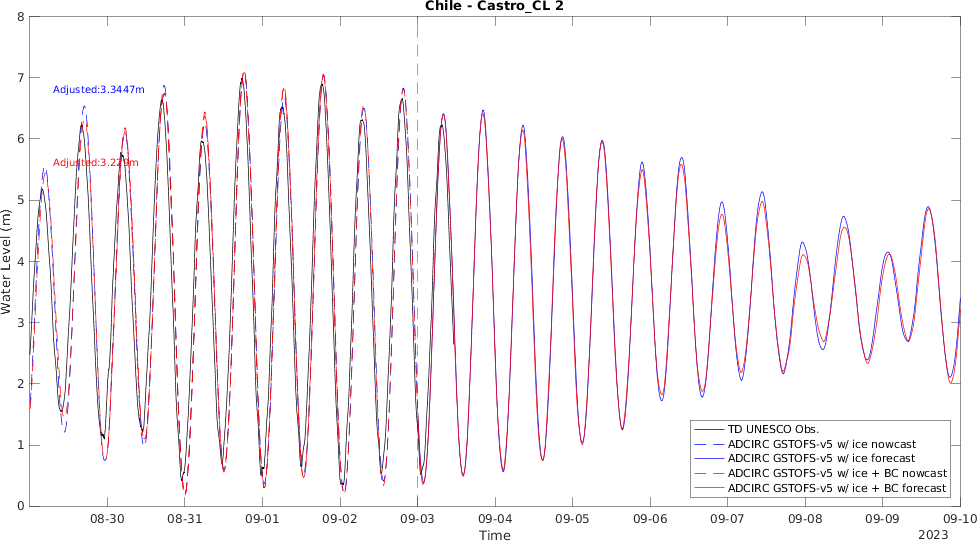 Chile - Castro_CL 2
Water Level (m)
8
7
6
5
4
3
2
1
0
Adjusted:3.3447m
Adjusted:3.229m
TD UNESCO Obs.
ADCIRC GSTOFS-v5 w/ ice nowcast
ADCIRC GSTOFS-v5 w/ ice forecast
ADCIRC GSTOFS-v5 w/ ice + BC nowcast
ADCIRC GSTOFS-v5 w/ ice + BC forecast
08-30 08-31 09-01 09-02 09-03 09-04 09-05 09-06 09-07 09-08 09-09 09-10
Time
2023